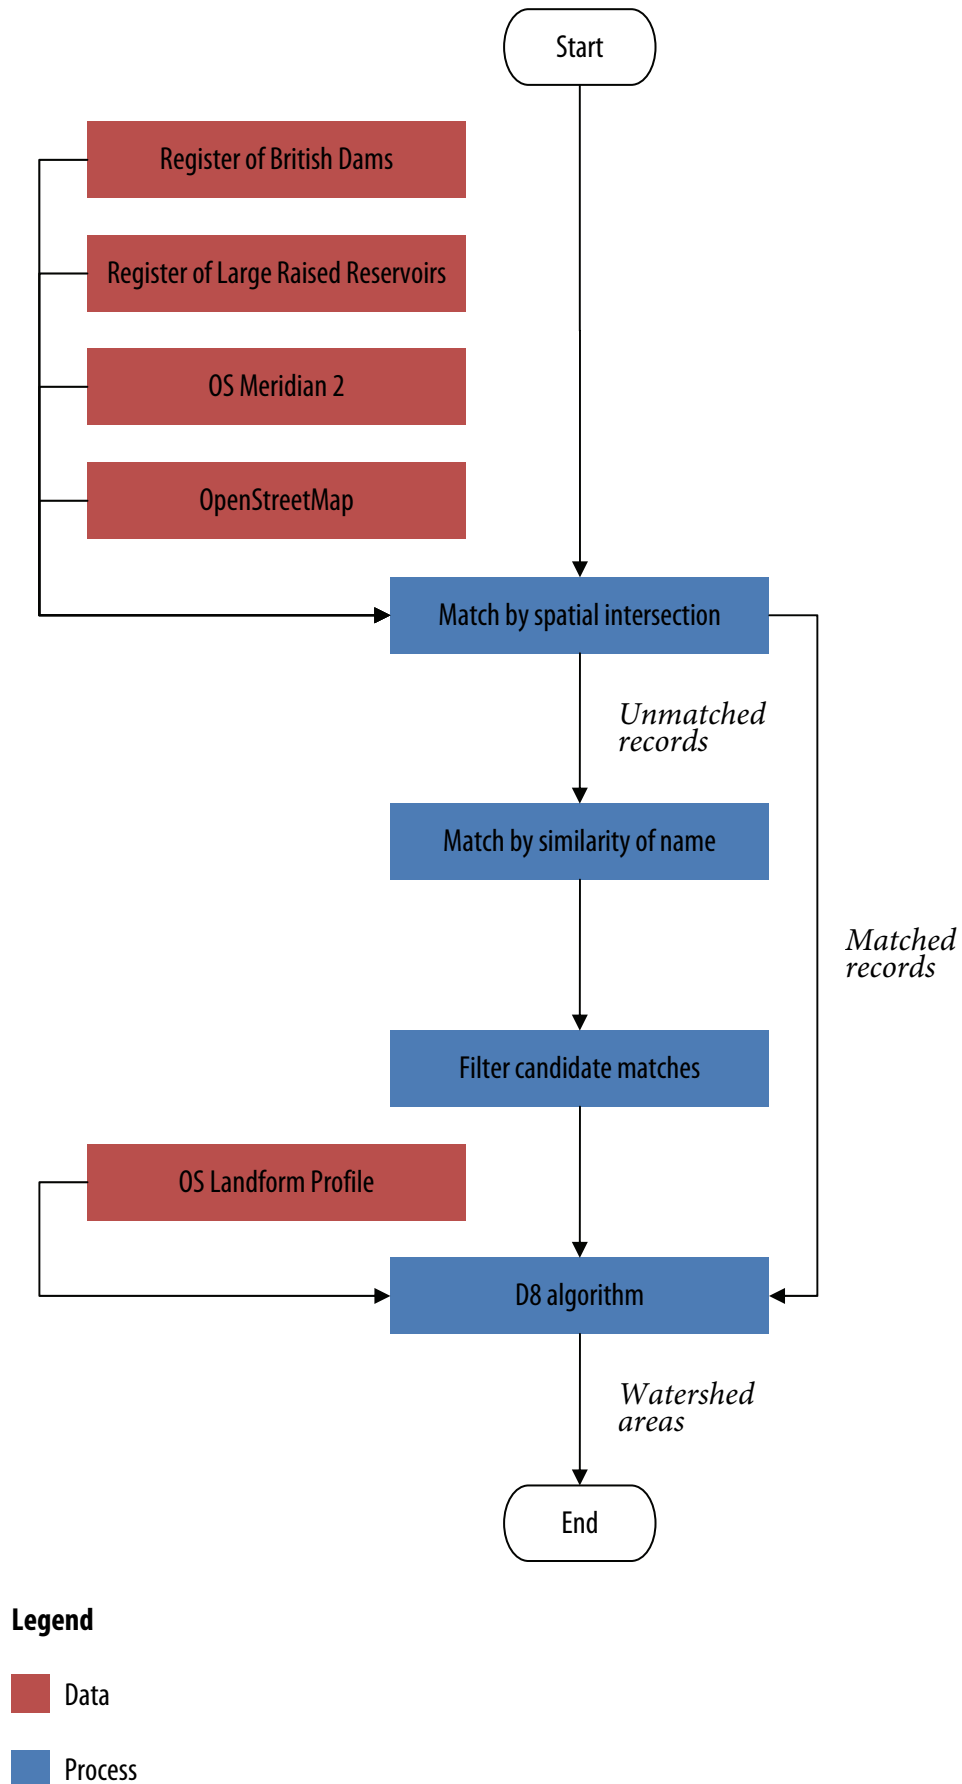 Start
Register of British Dams
Register of Large Raised Reservoirs
OS Meridian 2
OpenStreetMap
Match by spatial intersection
Unmatched
records
Match by similarity of name
Matched
records
Filter candidate matches
OS Landform Profile
D8 algorithm
Watershed
areas
End
Legend
Data
Process